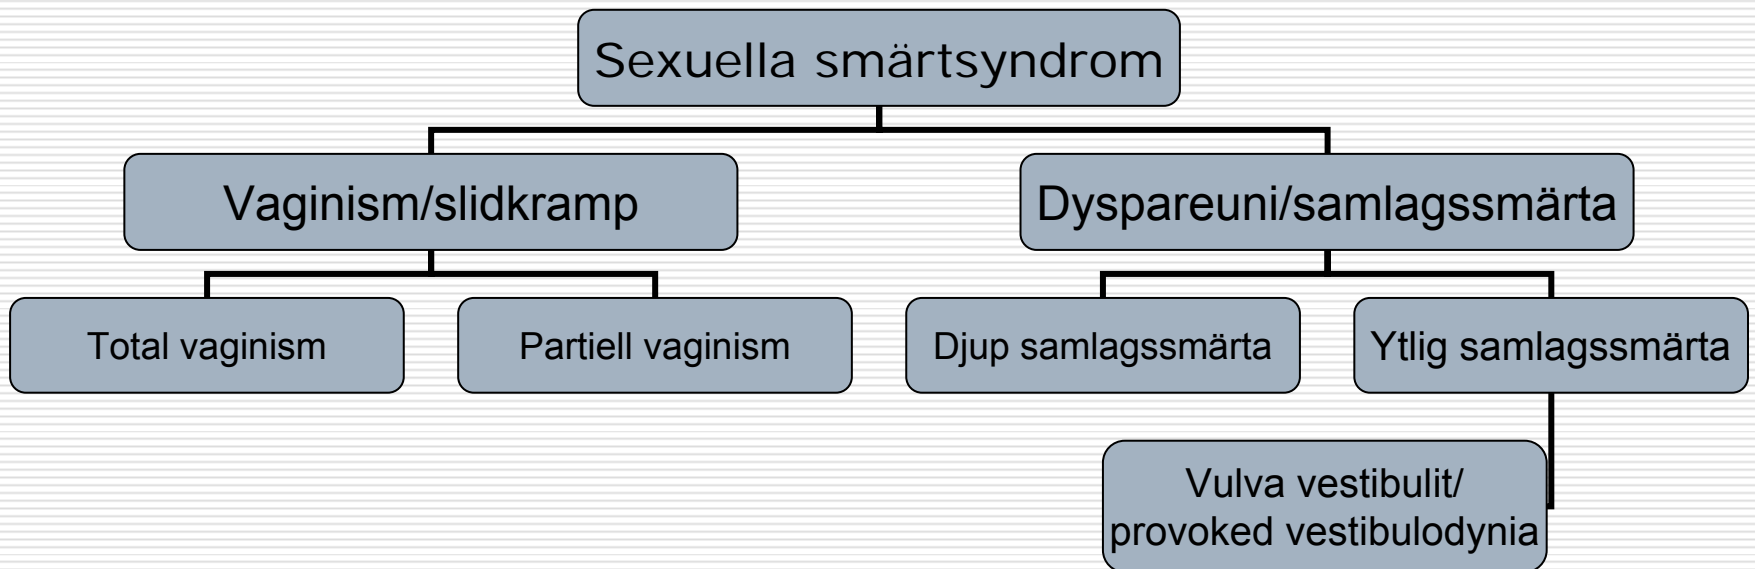 Sexuella smärtsyndrom
Vaginism/slidkramp
Dyspareuni/samlagssmärta
Total vaginism
Partiell vaginism
Djup samlagssmärta
Ytlig samlagssmärta
Vulva vestibulit/
provoked vestibulodynia